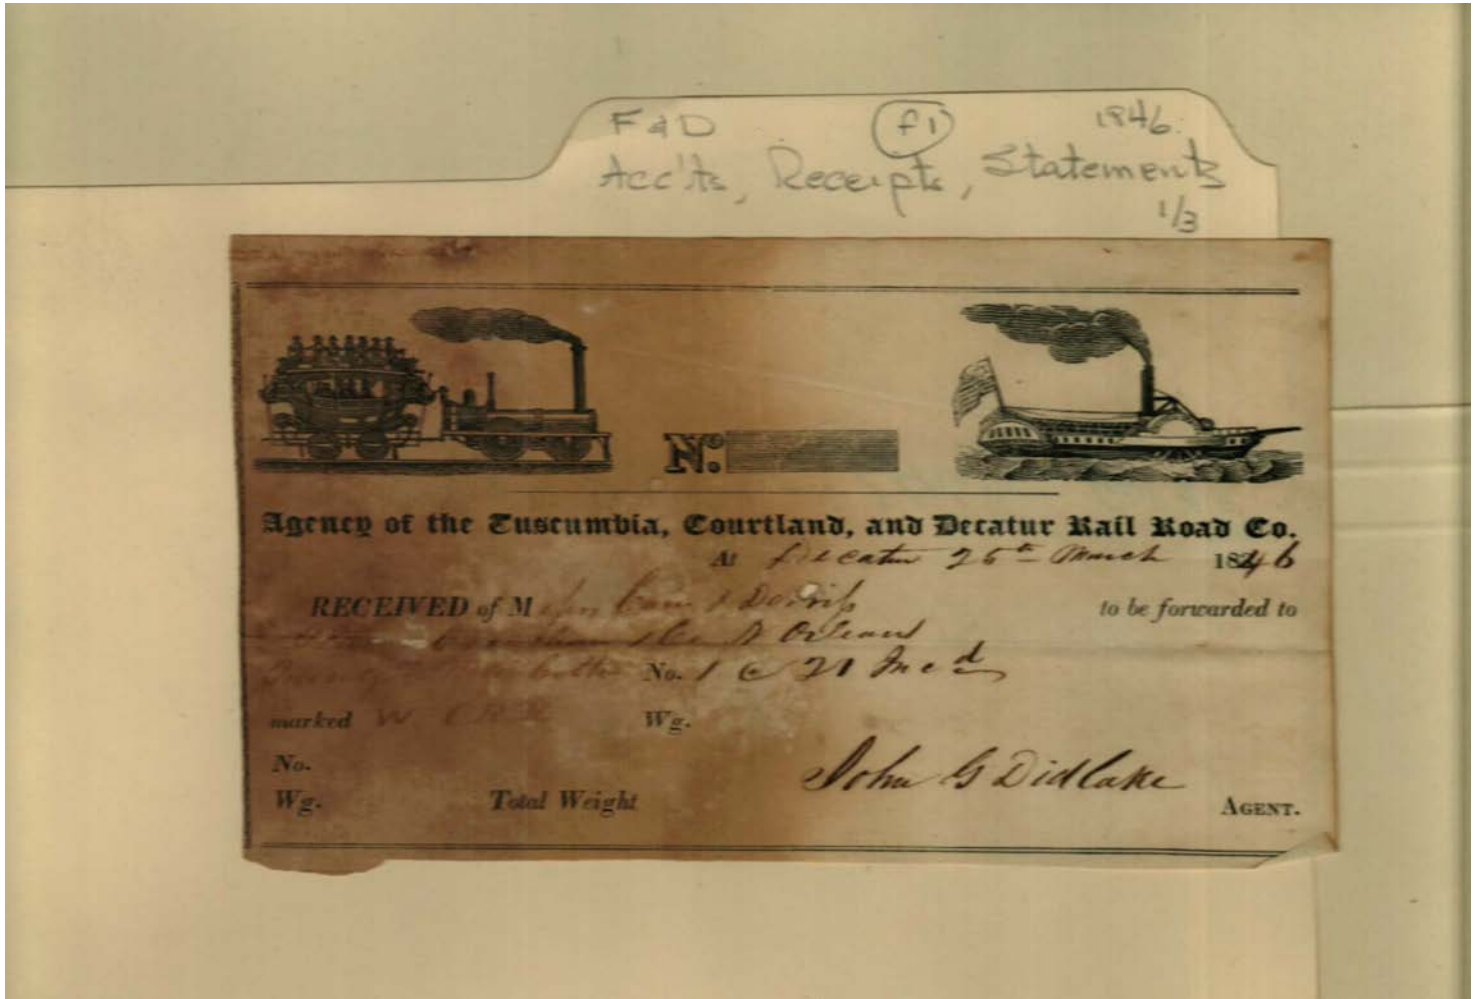 F & D (f1) 1846.
Acc'ts, Receipts, Statements
1/3
No.
Agency of the Tuscumbia, Courtland, and Decatur Rail Road Co.
At Decatur 25th March 1846
RECEIVED of M to be forwarded to
Orleans
No. 1 @ 21 Incd
marked W Wg.
No.
John G Didlake
Wg. Total Weight AGENT.